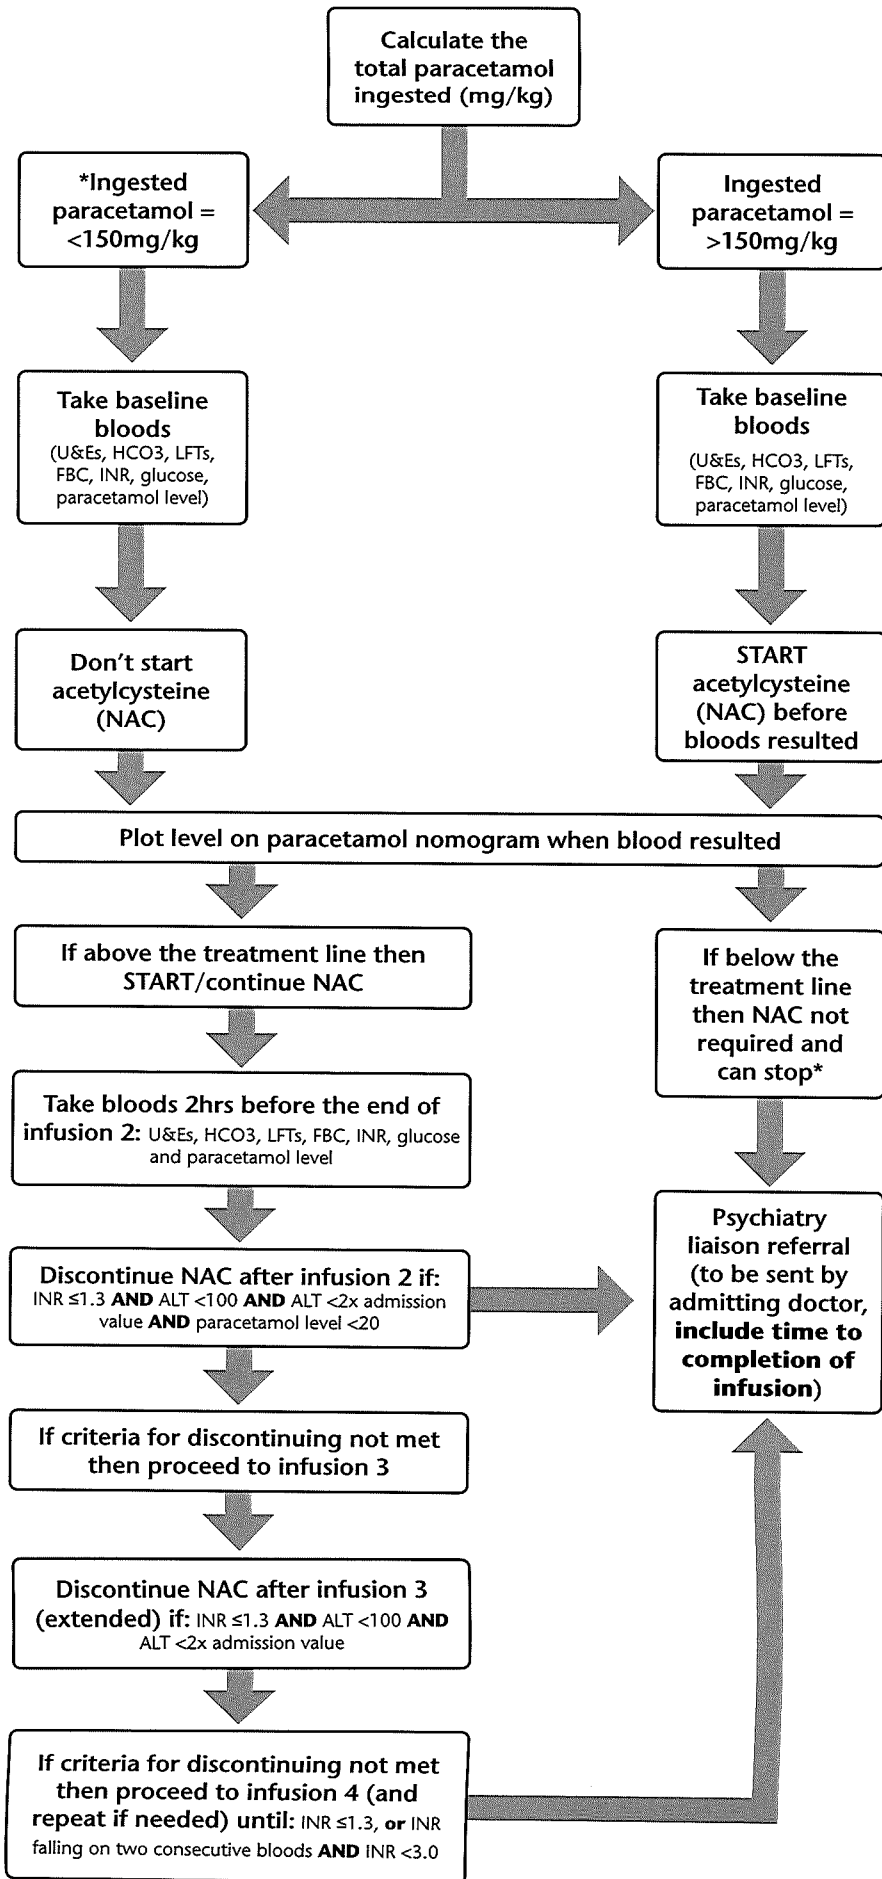 Calculate the
total paracetamol
ingested (mg/kg)
*Ingested
paracetamol =
<150mg/kg
Ingested
paracetamol =
>150mg/kg
Take baseline
bloods
(U&Es, HCO3, LFTs,
FBC, INR, glucose,
paracetamol level)
Take baseline
bloods
(U&Es, HCO3, LFTs,
FBC, INR, glucose,
paracetamol level)
Don't start
acetylcysteine
(NAC)
START
acetylcysteine
(NAC) before
bloods resulted
Plot level on paracetamol nomogram when blood resulted
If above the treatment line then
START/continue NAC
If below the
treatment line
then NAC not
required and
can stop*
Take bloods 2hrs before the end of
infusion 2: U&Es, HCO3, LFTs, FBC, INR, glucose
and paracetamol level
Discontinue NAC after infusion 2 if:
INR ≤1.3 AND ALT <100 AND ALT <2x admission
value AND paracetamol level <20
Psychiatry
liaison referral
(to be sent by
admitting doctor,
include time to
completion of
infusion)
If criteria for discontinuing not met
then proceed to infusion 3
Discontinue NAC after infusion 3
(extended) if: INR ≤1.3 AND ALT <100 AND
ALT <2x admission value
If criteria for discontinuing not met
then proceed to infusion 4 (and
repeat if needed) until: INR ≤1.3, or INR
falling on two consecutive bloods AND INR <3.0